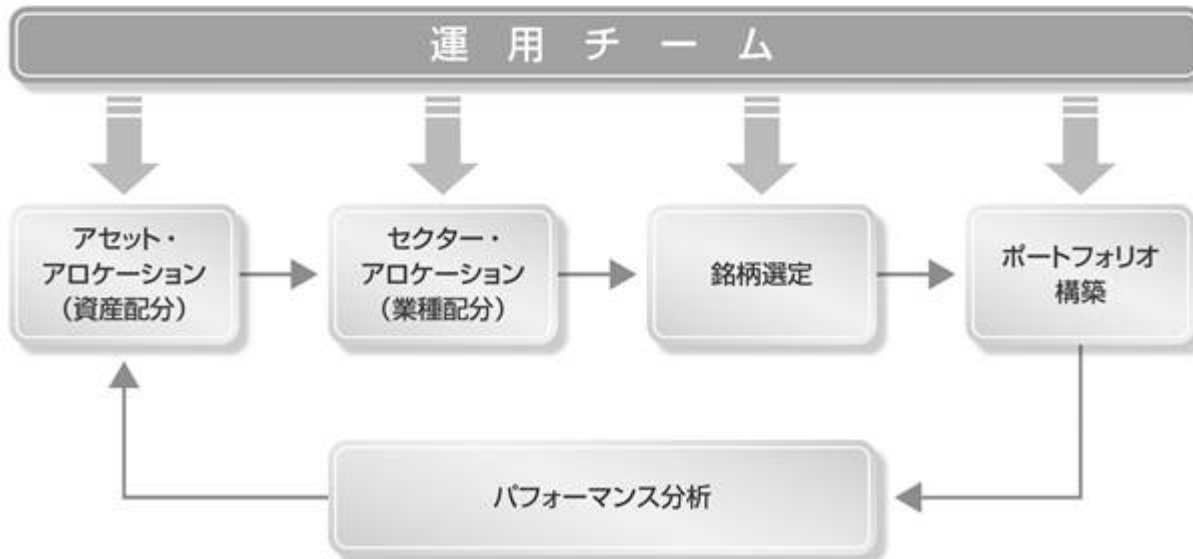 運用チーム
アセット・
アロケーション
（資産配分）
セクター・
アロケーション
（業種配分）
銘柄選定
ポートフォリオ
構築
パフォーマンス分析